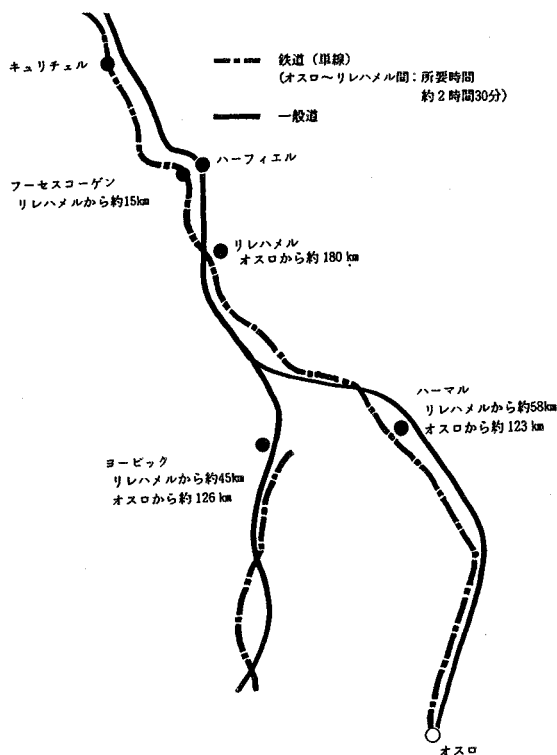 鉄道（単線）
（オスロ～リレハメル間：所要時間
約２時間30分）
一般道
キュリチェル
ハーフィエル
フーセスコーゲン
リレハメルから約15km
リレハメル
オスロから約180km
ハーマル
リレハメルから約58km
オスロから約123km
ヨービック
リレハメルから約45km
オスロから約126km
オスロ